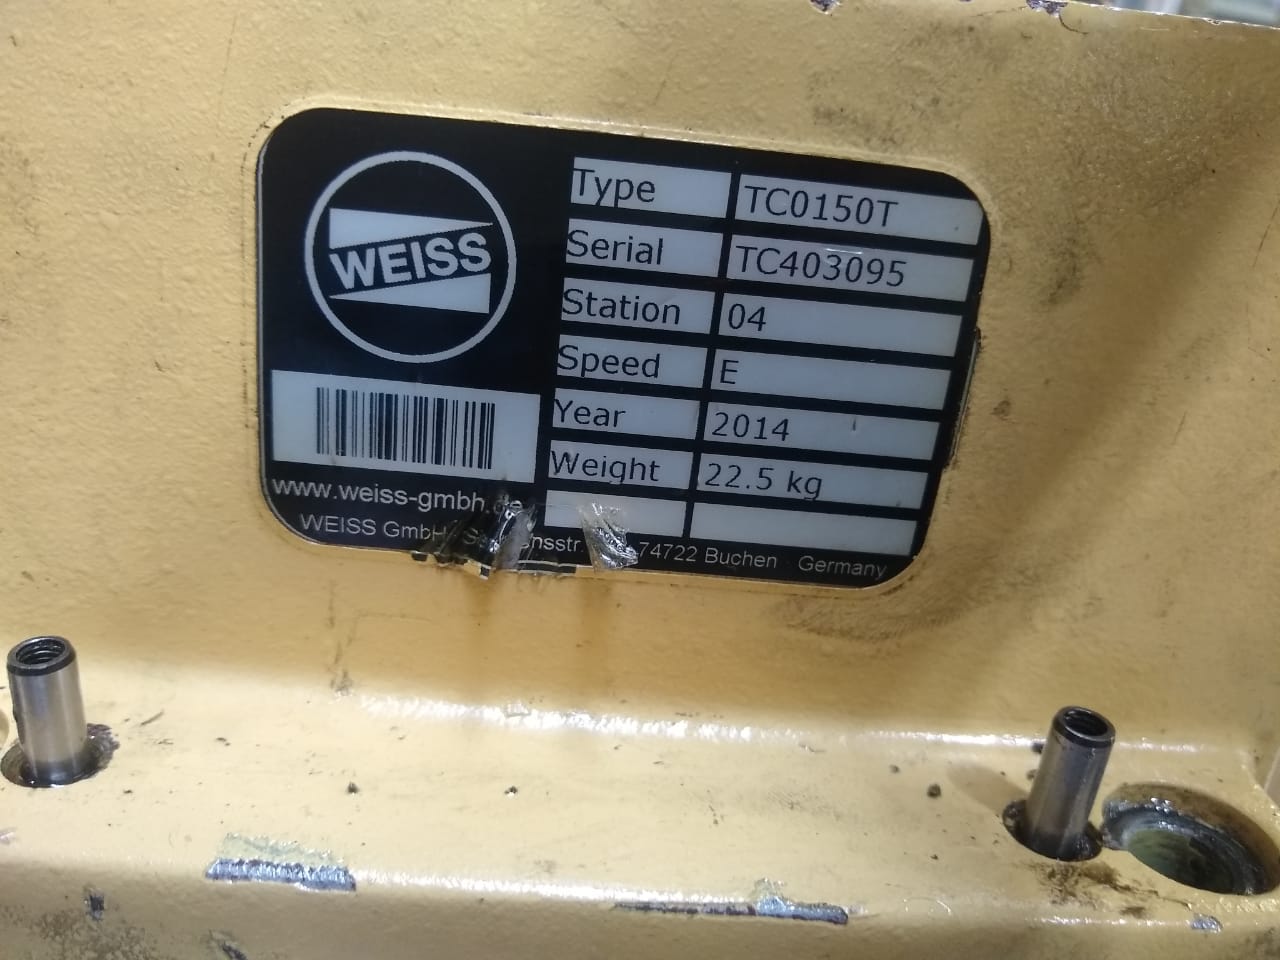 WEISS
Type TC0150T
Serial TC403095
Station 04
Speed E
Year 2014
Weight 22.5 kg
www.weiss-gmbh.de
WEISS GmbH 74722 Buchen Germany